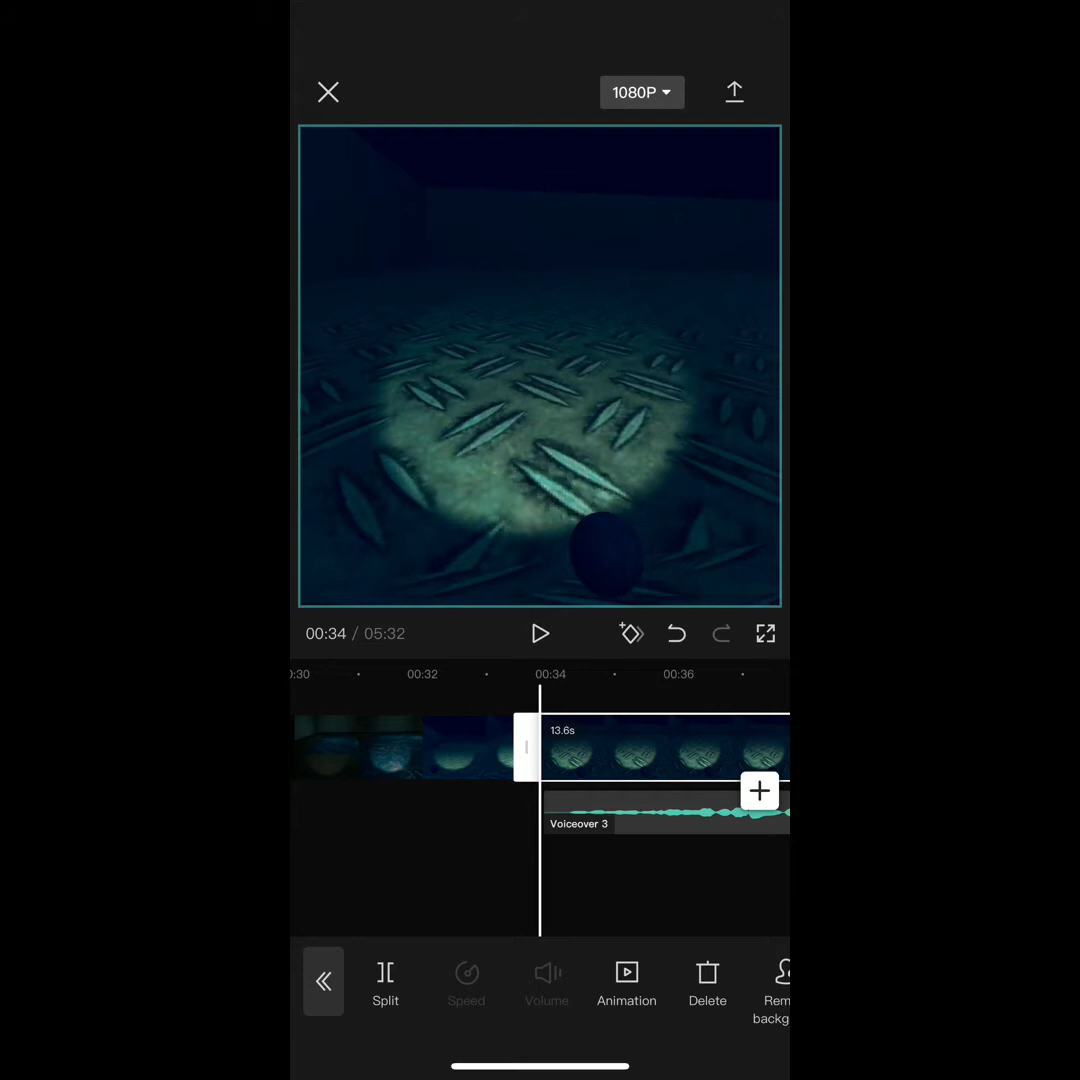 1080P
00:34 / 05:32
0:30
00:32
00:34
00:36
13.6s
Voiceover 3
Split
Speed
Volume
Animation
Delete
Rem
backg